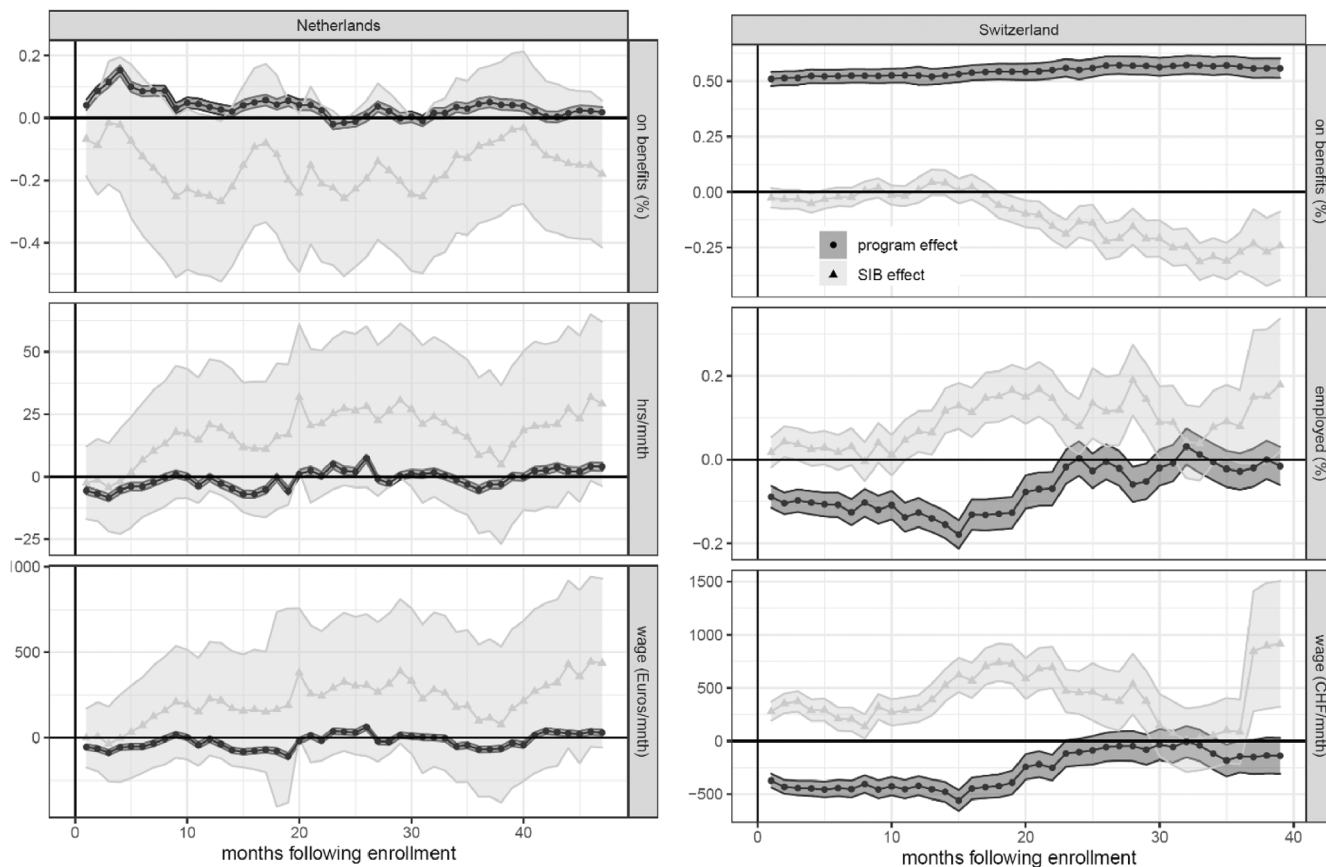 Netherlands
0.2
0.0
−0.2
−0.4
on benefits (%)
50
25
0
−25
hrs/mnth
1000
500
0
wage (Euros/mnth)
0
10
20
30
40
months following enrollment
Switzerland
0.50
0.25
0.00
−0.25
on benefits (%)
program effect
SIB effect
0.2
0.0
−0.2
employed (%)
1500
1000
500
0
−500
wage (CHF/mnth)
0
10
20
30
40
months following enrollment